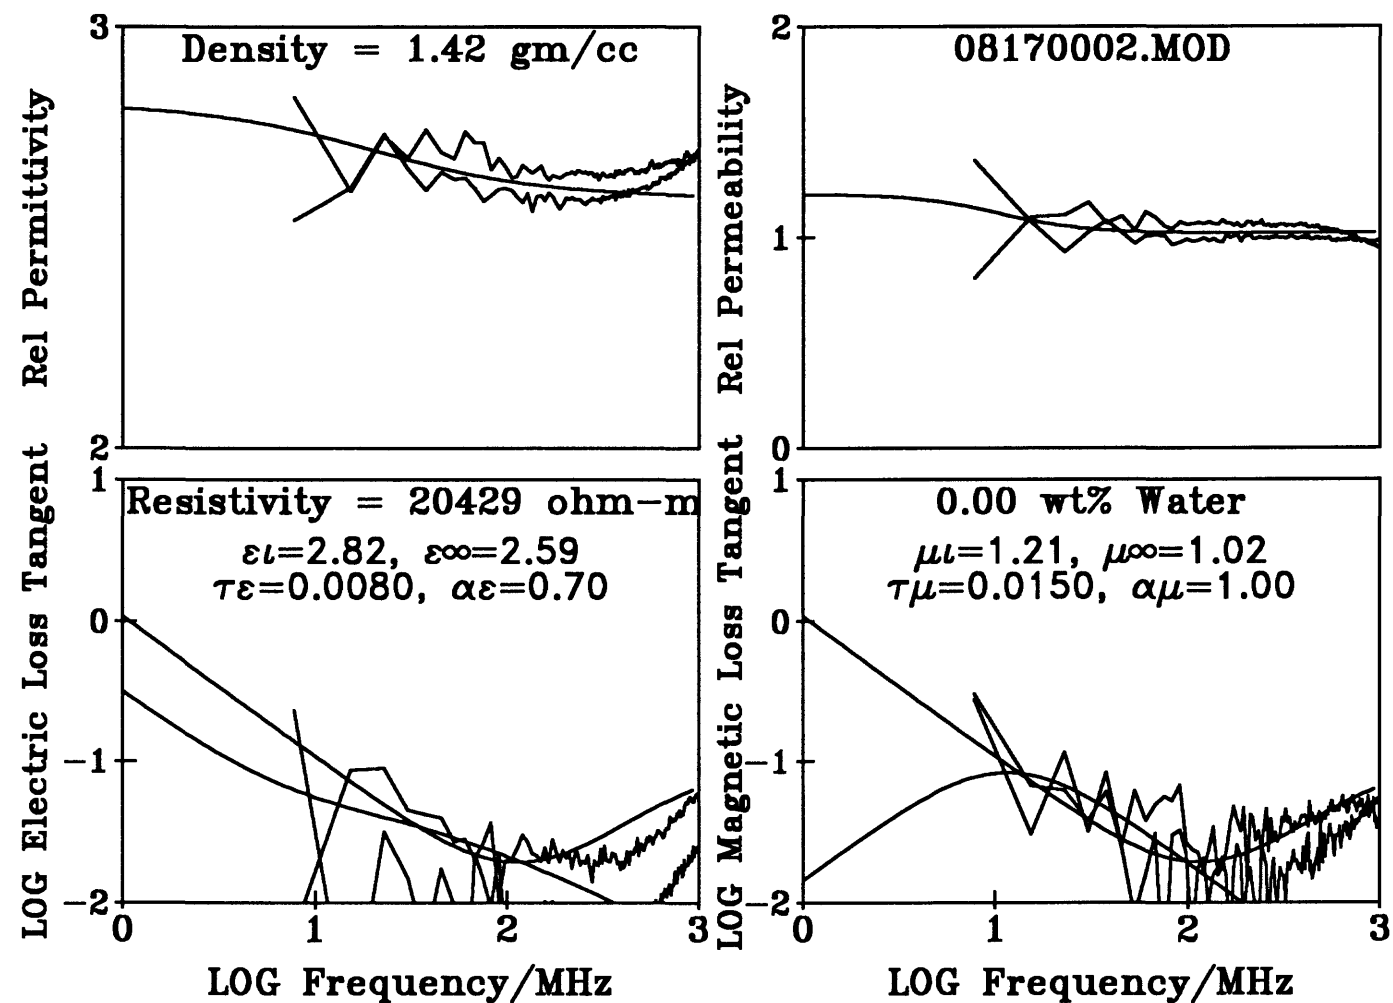 3
Density = 1.42 gm/cc
Rel Permittivity
2
2
08170002.MOD
Rel Permeability
1
0
1
Resistivity = 20429 ohm-m
ει=2.82, ε∞=2.59
τε=0.0080, αε=0.70
LOG Electric Loss Tangent
0
-1
-2
0 1 2 3
LOG Frequency/MHz
1
0.00 wt% Water
μι=1.21, μ∞=1.02
τμ=0.0150, αμ=1.00
LOG Magnetic Loss Tangent
0
-1
-2
0 1 2 3
LOG Frequency/MHz